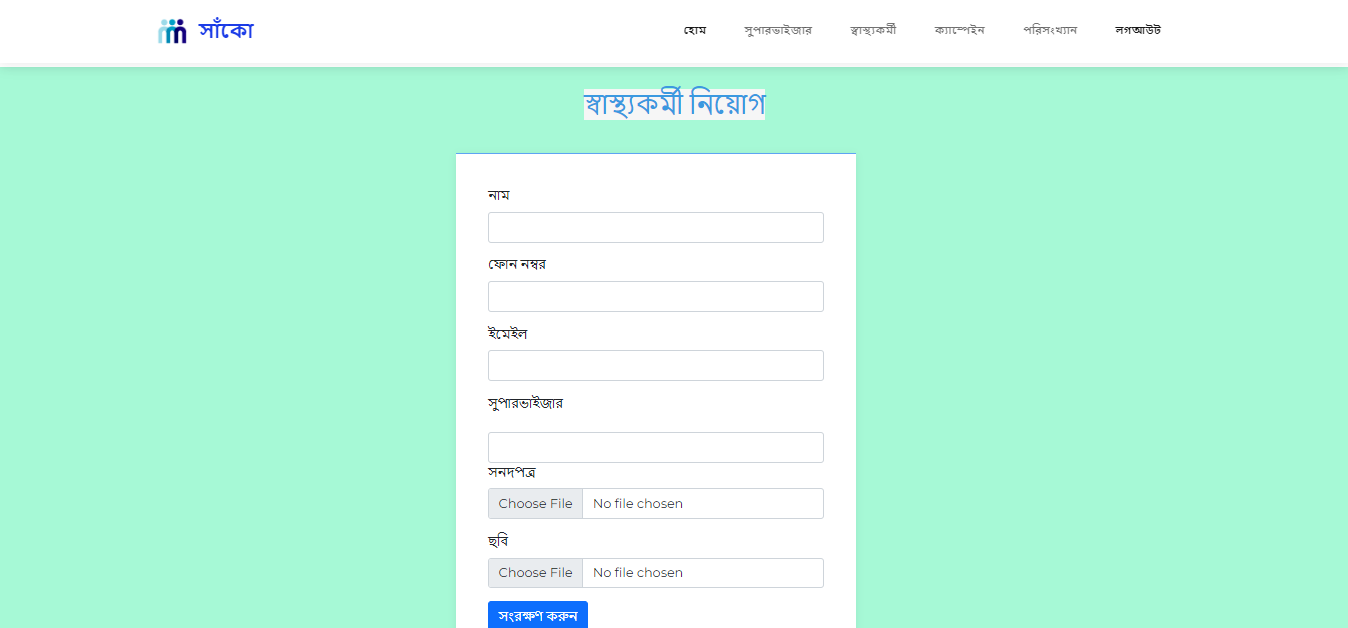 সাঁকো
হোম সুপারভাইজার স্বাস্থ্যকর্মী ক্যাম্পেইন পরিসংখ্যান লগআউট
স্বাস্থ্যকর্মী নিয়োগ
নাম
ফোন নম্বর
ইমেইল
সুপারভাইজার
সনদপত্র
Choose File No file chosen
ছবি
Choose File No file chosen
সংরক্ষণ করুন